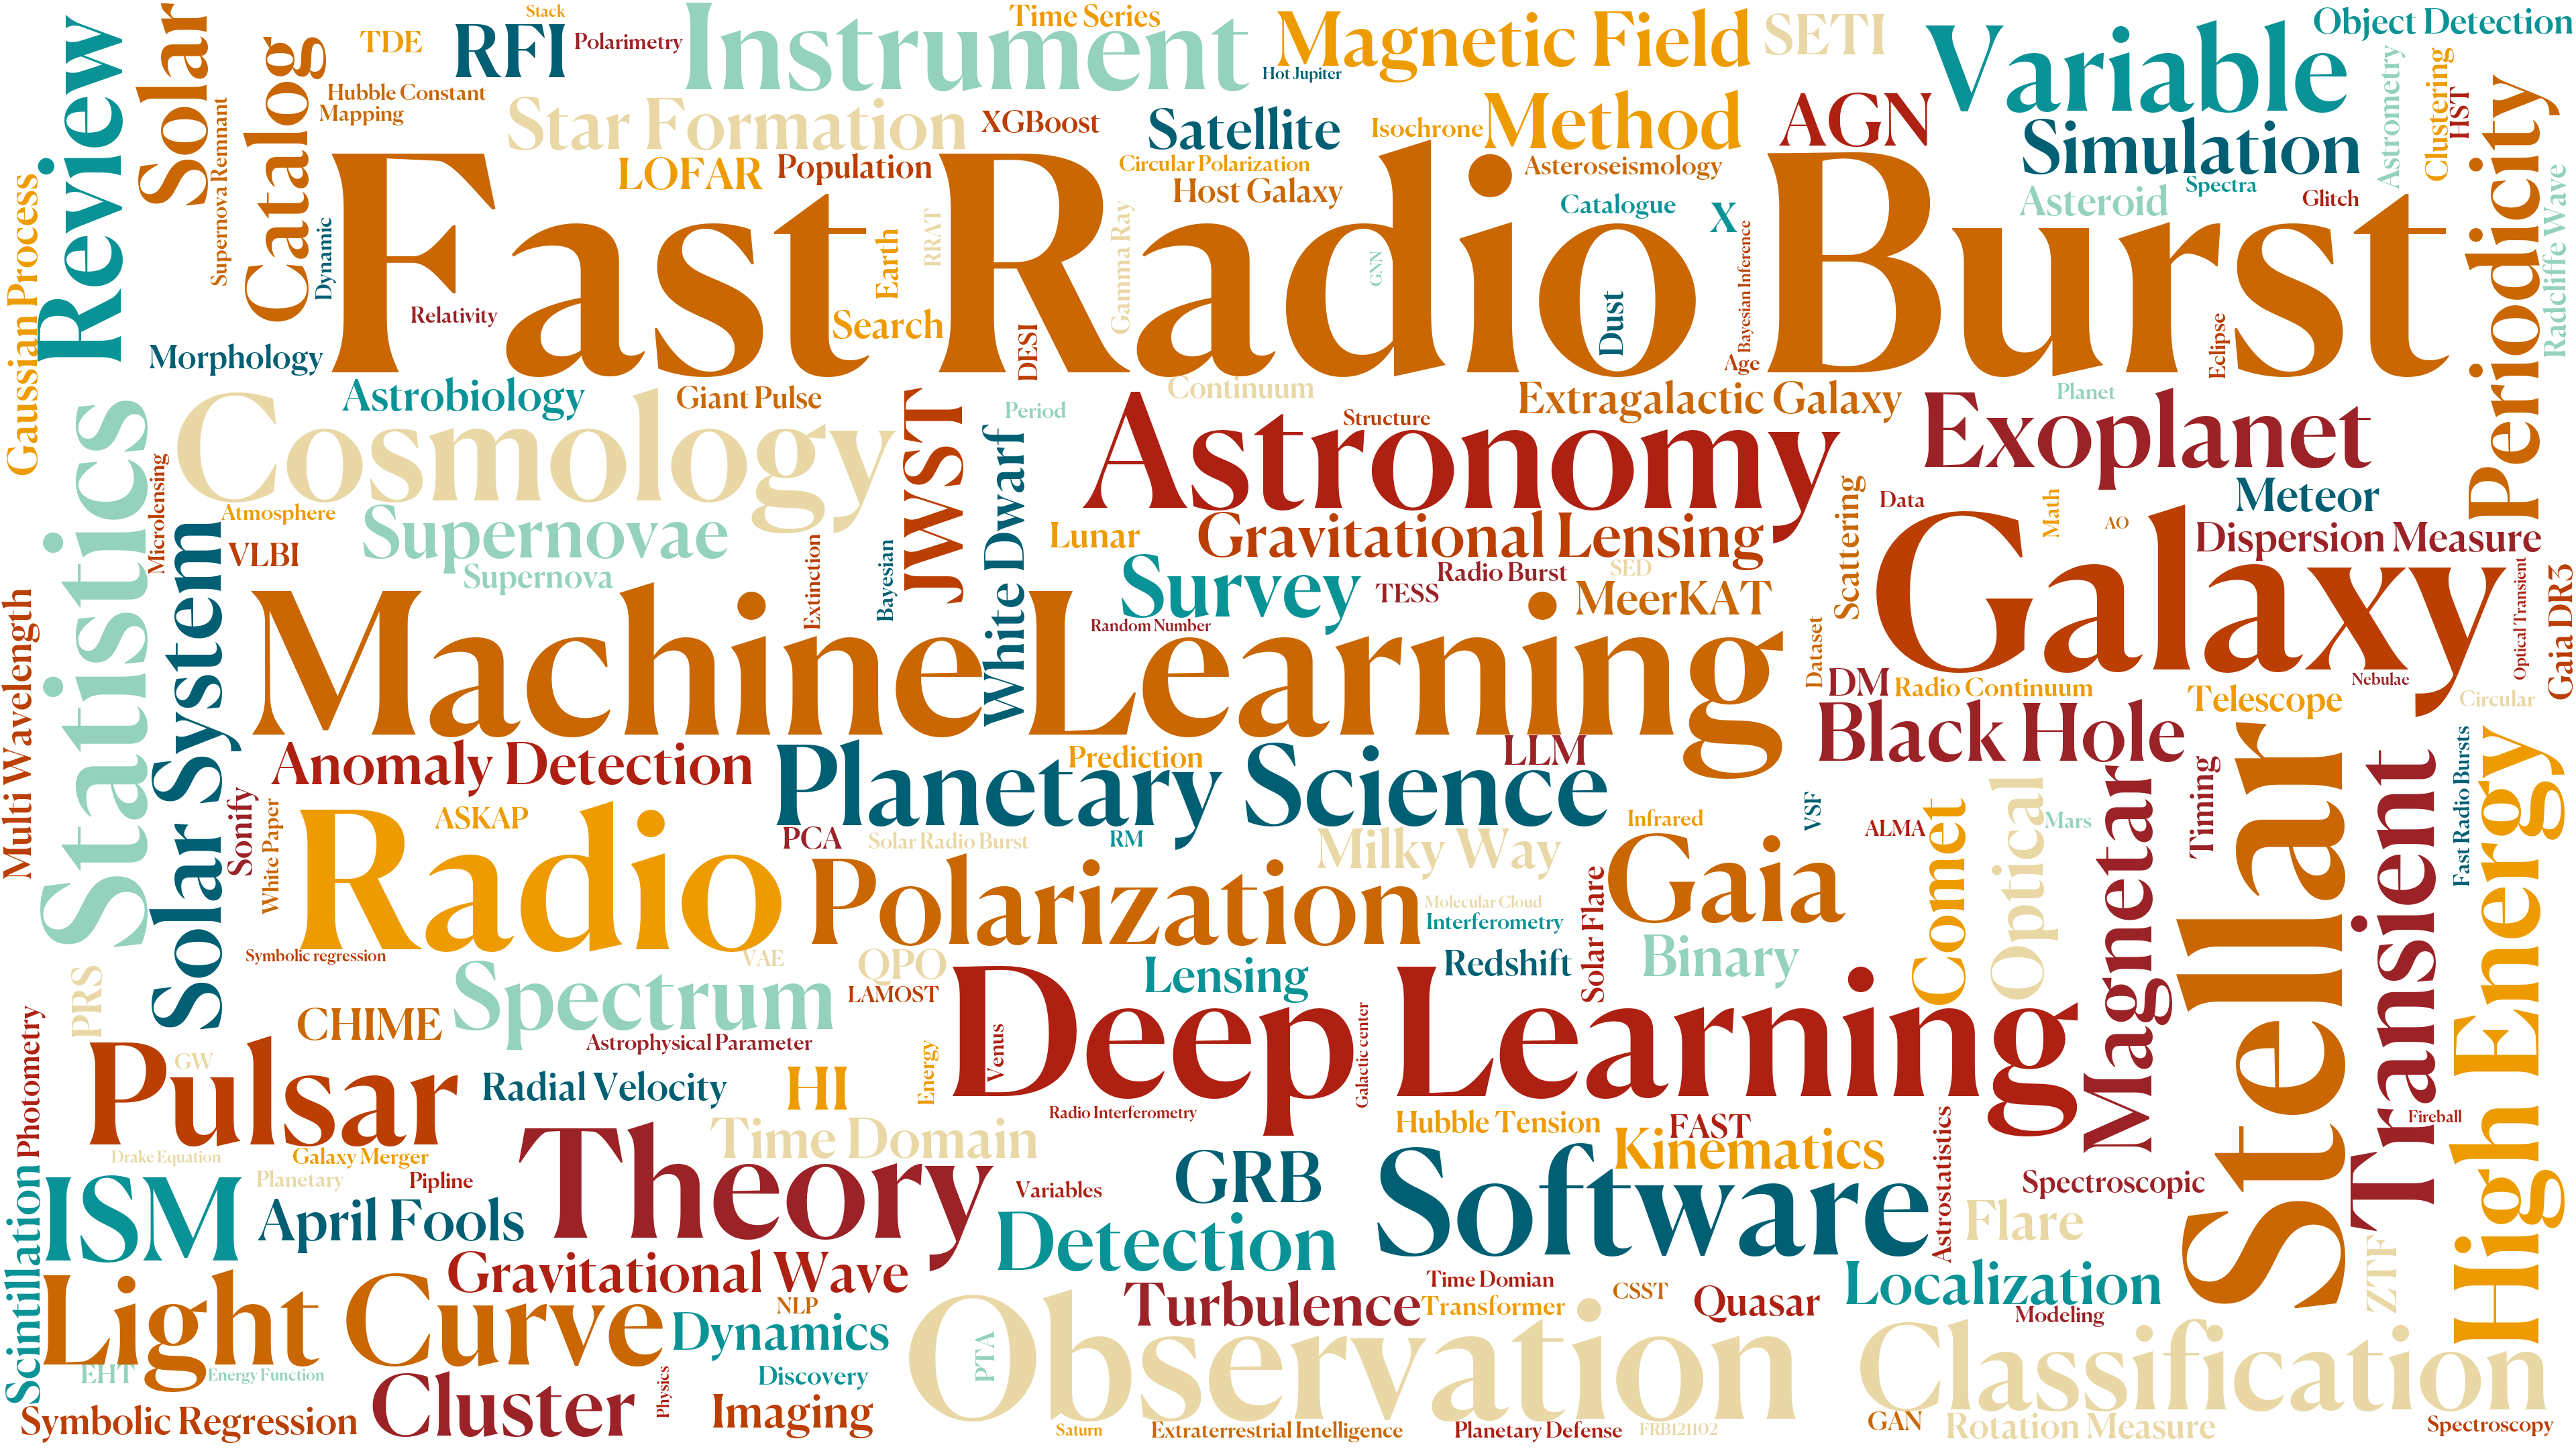 Stack
Time Series
Solar
TDE
RFI
Polarimetry
Instrument
Magnetic Field
SETI
Variable
Object Detection
Review
Catalog
Hot Jupiter
Hubble Constant
Mapping
Star Formation
XGBoost
Satellite
Isochrone
Method
AGN
Simulation
Astrometry
Clustering
HST
Periodicity
Supernova Remnant
LOFAR
Population
Circular Polarization
Host Galaxy
Asteroseismology
Catalogue
X
Asteroid
Spectra
Glitch
Radcliffe Wave
Gaussian Process
Dynamic
Fast Radio Burst
Relativity
Earth
RRAT
Search
Gamma Ray
GNN
Dust
Bayesian Inference
Age
Eclipse
DESI
Morphology
Astrobiology
Giant Pulse
Continuum
Extragalactic Galaxy
Planet
Statistics
Cosmology
JWST
Period
Structure
Astronomy
Exoplanet
White Dwarf
Microlensing
Atmosphere
Supernovae
Supernova
VLBI
Lunar
Gravitational Lensing
Scattering
Data
Math
AO
Meteor
Dispersion Measure
Galaxy
Solar System
Extinction
Bayesian
Survey
TESS
Radio Burst
SED
MeerKAT
Random Number
Dataset
Optical Transient
Gaia DR3
Multi Wavelength
Machine Learning
DM
Radio Continuum
Nebulae
Telescope
Circular
Black Hole
Anomaly Detection
Planetary Science
Prediction
LLM
Sonify
White Paper
Radio
ASKAP
PCA
Solar Radio Burst
RM
Milky Way
Infrared
VSF
ALMA
Comet
Optical
Mars
Magnetar
Timing
Stellar
Transient
Fast Radio Bursts
High Energy
Polarization
Molecular Cloud
Interferometry
Solar Flare
Gaia
Symbolic regression
VAE
QPO
LAMOST
Lensing
Redshift
Binary
PRS
Spectrum
CHIME
Astrophysical Parameter
Deep Learning
Venus
Galactic center
Photometry
GW
Pulsar
Radial Velocity
HI
Energy
Radio Interferometry
Time Domain
Hubble Tension
FAST
Kinematics
Astrostatistics
Fireball
Drake Equation
Galaxy Merger
Planetary
Pipline
Theory
Variables
GRB
Software
Spectroscopic
Flare
Scintillation
ISM
April Fools
Detection
Gravitational Wave
Turbulence
Time Domian
Transformer
CSST
Quasar
Localization
Modeling
ZTF
Light Curve
NLP
Dynamics
Observation
PTA
Classification
EHT
Energy Function
Discovery
Symbolic Regression
Cluster
Physics
Imaging
Saturn
Extraterrestrial Intelligence
Planetary Defense
FRB121102
GAN
Rotation Measure
Spectroscopy